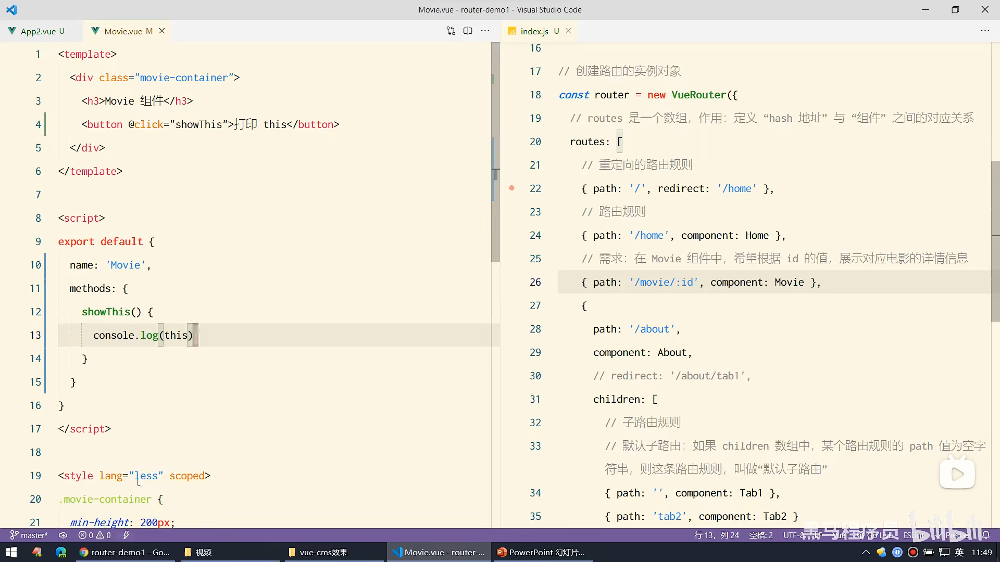 Movie.vue - router-demo1 - Visual Studio Code
App2.vue U
Movie.vue M
index.js U
1 <template>
2 <div class="movie-container">
3 <h3>Movie 组件</h3>
4 <button @click="showThis">打印 this</button>
5 </div>
6 </template>
7
8 <script>
9 export default {
10 name: 'Movie',
11 methods: {
12 showThis() {
13 console.log(this)
14 }
15 }
16 }
17 </script>
18
19 <style lang="less" scoped>
20 .movie-container {
21 min-height: 200px;
16
17 // 创建路由的实例对象
18 const router = new VueRouter({
19 // routes 是一个数组，作用：定义 “hash 地址” 与 “组件” 之间的对应关系
20 routes: [
21 // 重定向的路由规则
22 { path: '/', redirect: '/home' },
23 // 路由规则
24 { path: '/home', component: Home },
25 // 需求：在 Movie 组件中，希望根据 id 的值，展示对应电影的详情信息
26 { path: '/movie/:id', component: Movie },
27 {
28 path: '/about',
29 component: About,
30 // redirect: '/about/tab1',
31 children: [
32 // 子路由规则
33 // 默认子路由：如果 children 数组中，某个路由规则的 path 值为空字
符串，则这条路由规则，叫做“默认子路由”
34 { path: '', component: Tab1 },
35 { path: 'tab2', component: Tab2 }
master* 0 0 行 13，列 24 空格: 2 UTF-8 LF Vue Go Live ESLint Prettier
黑马程序员 bilibili
router-demo1 - Go... 视频 vue-cms效果 Movie.vue - router-... PowerPoint 幻灯片... 英 11:49